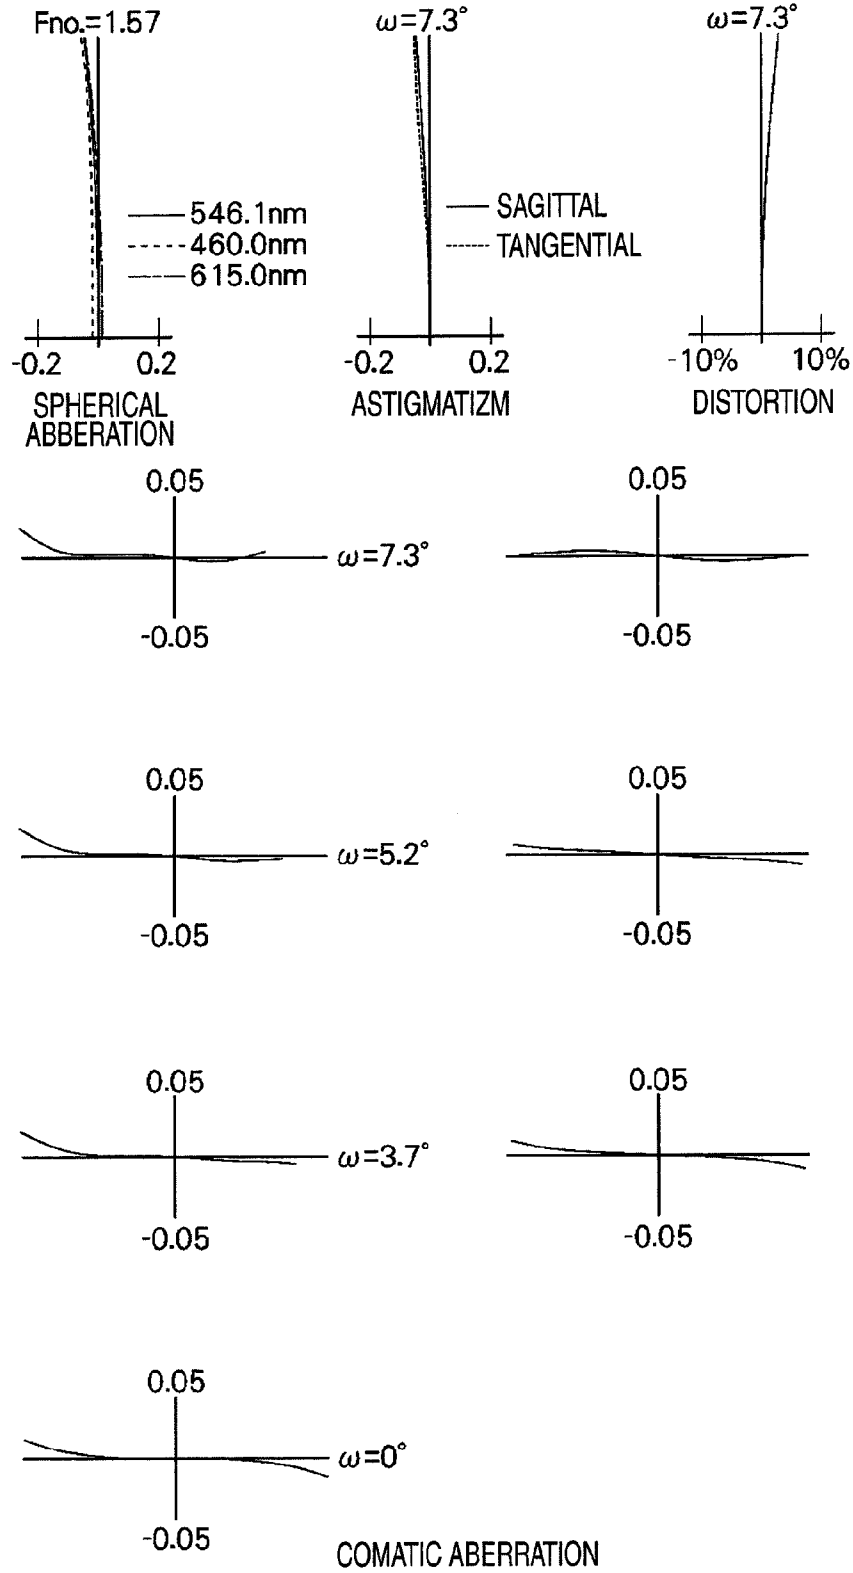 Fno.=1.57
ω=7.3°
ω=7.3°
546.1nm
460.0nm
615.0nm
SAGITTAL
TANGENTIAL
-0.2 0.2
-0.2 0.2
-10% 10%
SPHERICAL
ABBERATION
ASTIGMATIZM
DISTORTION
0.05 0.05
ω=7.3°
-0.05 -0.05
0.05 0.05
ω=5.2°
-0.05 -0.05
0.05 0.05
ω=3.7°
-0.05 -0.05
0.05
ω=0°
-0.05
COMATIC ABERRATION